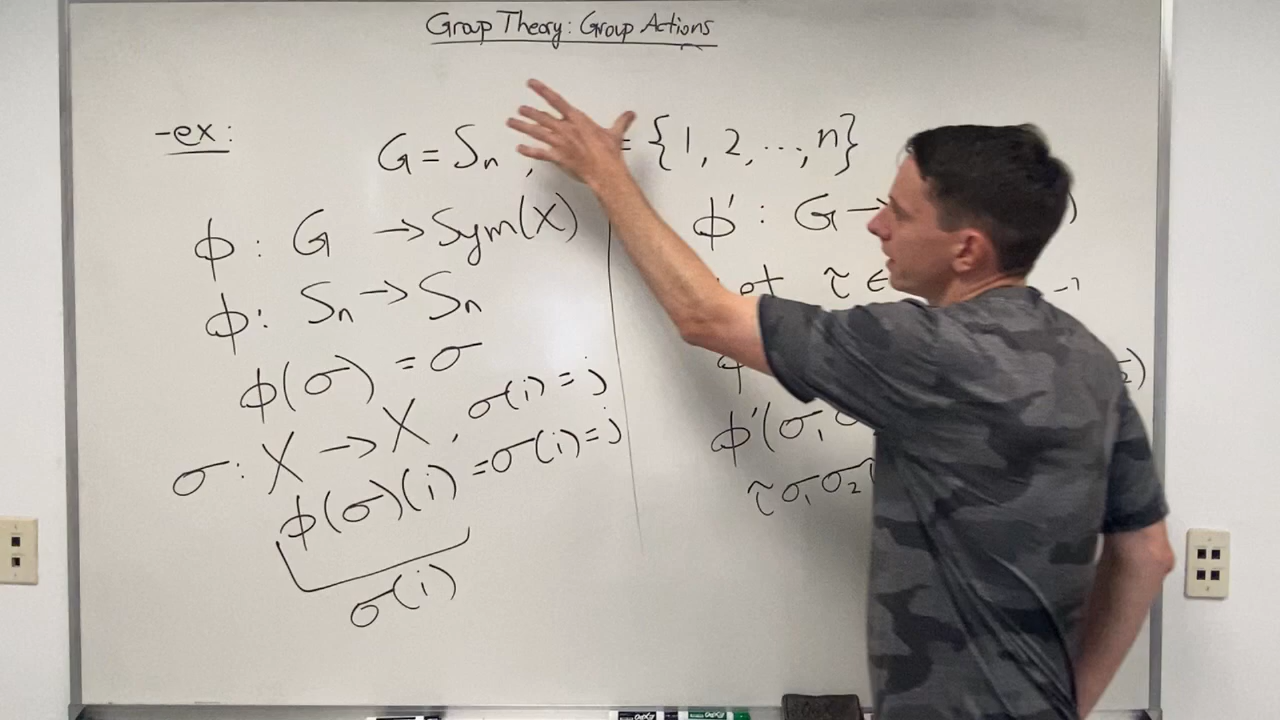 Group Theory: Group Actions
-ex:
G = Sₙ , = {1, 2, ..., n}
ϕ : G → Sym(X)
ϕ: Sₙ → Sₙ
ϕ(σ) = σ
σ: X → X, σ(i) = j
ϕ(σ)(i) = σ(i) = j
σ(i)
ϕ' : G →
τ ∈
ϕ'(σ₁
τσ₁σ₂